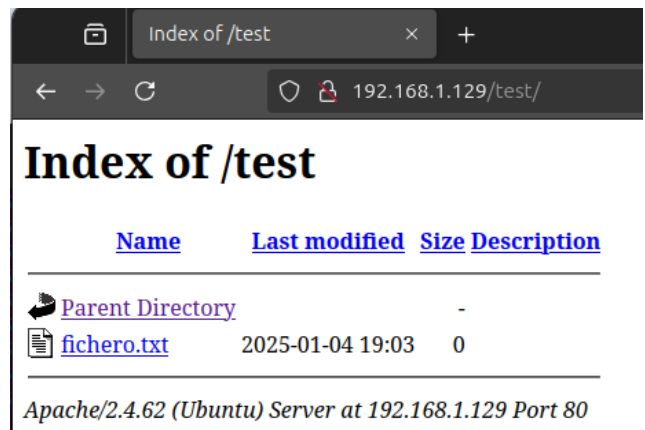 Index of /test
192.168.1.129/test/
Index of /test
Name Last modified Size Description
Parent Directory -
fichero.txt 2025-01-04 19:03 0
Apache/2.4.62 (Ubuntu) Server at 192.168.1.129 Port 80